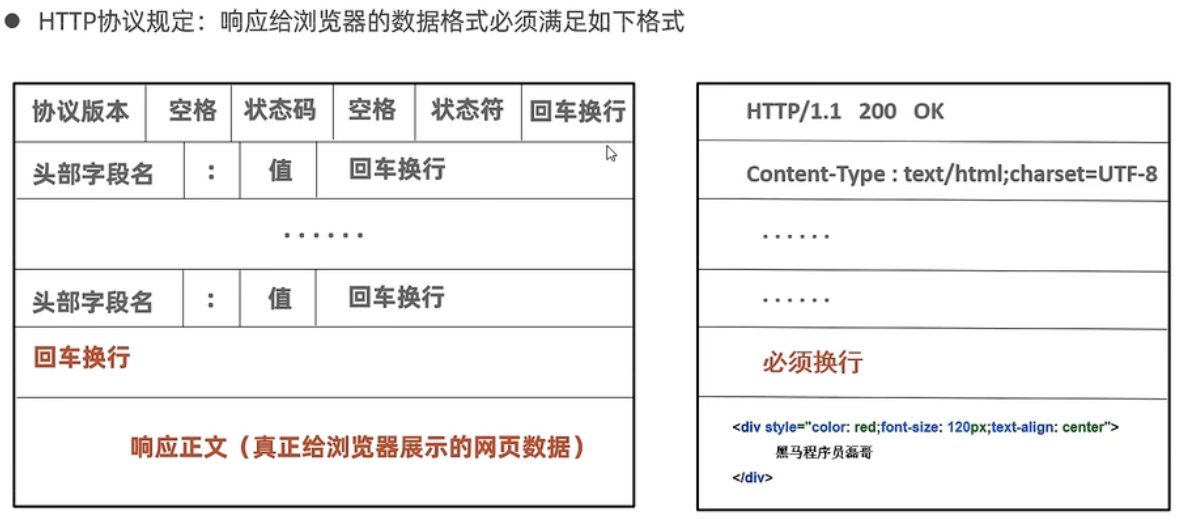 ● HTTP协议规定：响应给浏览器的数据格式必须满足如下格式
协议版本 空格 状态码 空格 状态符 回车换行
头部字段名 : 值 回车换行
······
头部字段名 : 值 回车换行
回车换行
响应正文（真正给浏览器展示的网页数据）
HTTP/1.1 200 OK
Content-Type : text/html;charset=UTF-8
······
······
必须换行
<div style="color: red;font-size: 120px;text-align: center">
黑马程序员磊哥
</div>